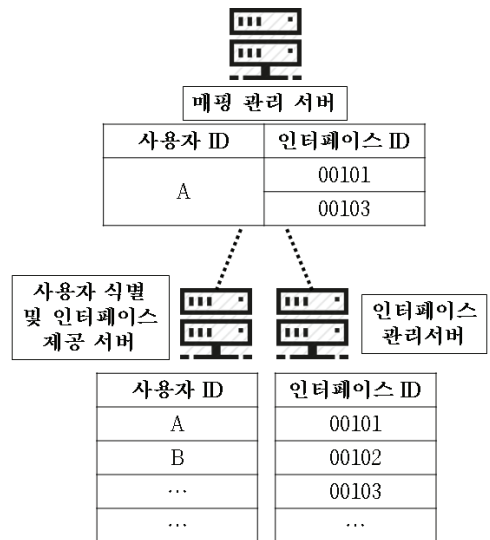 매핑 관리 서버
사용자 ID 인터페이스 ID
A
00101
00103
사용자 식별
및 인터페이스
제공 서버
인터페이스
관리서버
사용자 ID
A
B
…
…
인터페이스 ID
00101
00102
00103
…